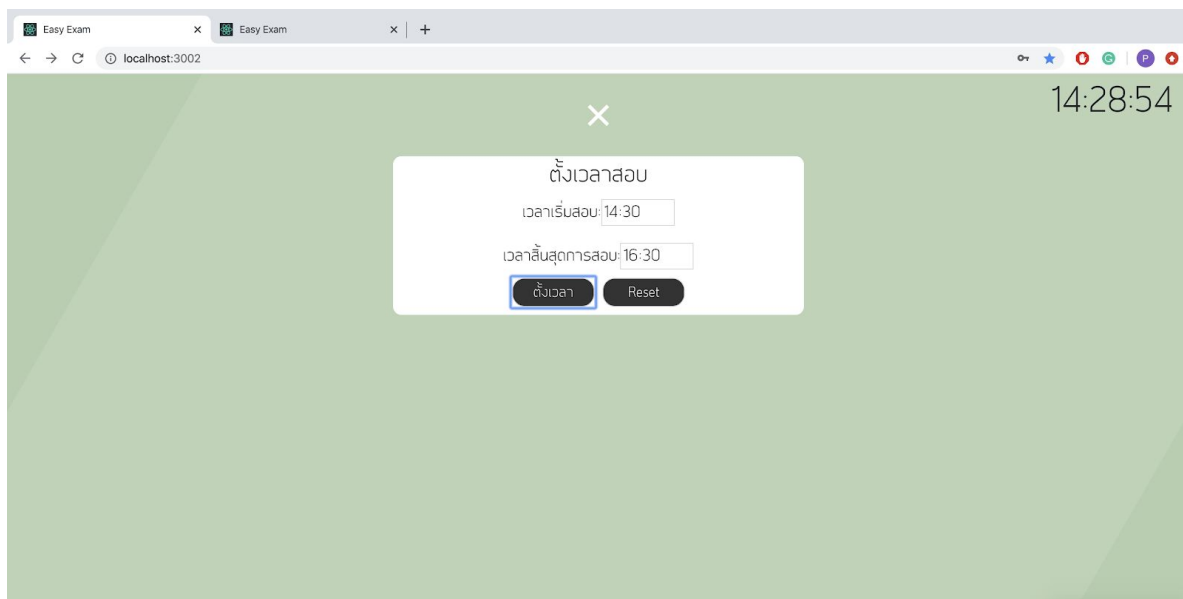 Easy Exam
Easy Exam
localhost:3002
14:28:54
ตั้งเวลาสอบ
เวลาเริ่มสอบ: 14:30
เวลาสิ้นสุดการสอบ: 16:30
ตั้งเวลา Reset
G
P